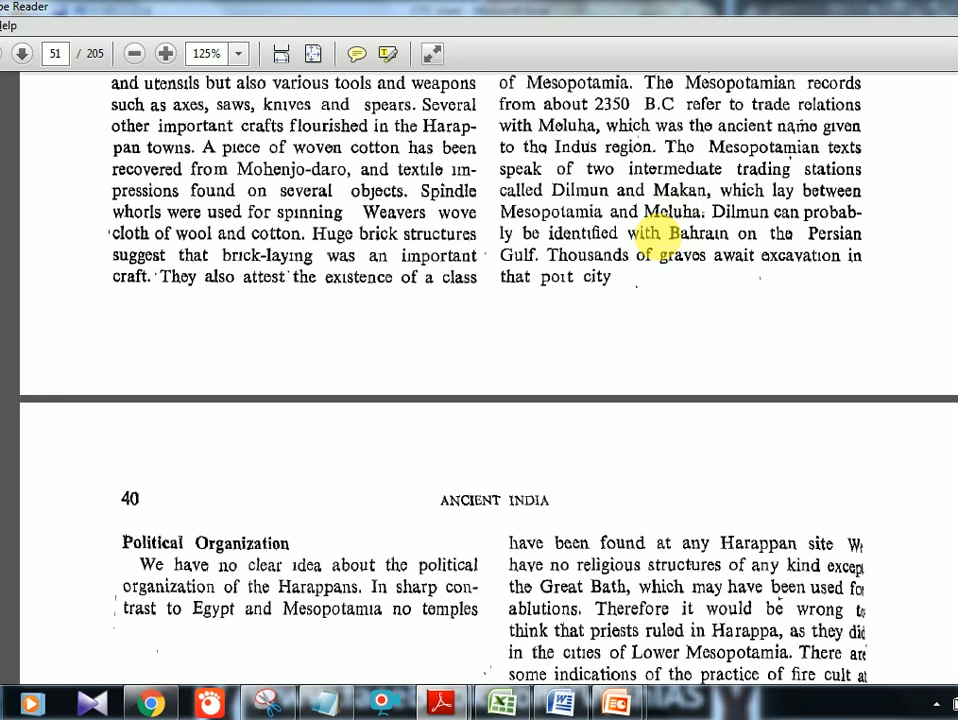 be Reader
Help
51 / 205
125%
and utensils but also various tools and weapons
such as axes, saws, knives and spears. Several
other important crafts flourished in the Harap-
pan towns. A piece of woven cotton has been
recovered from Mohenjo-daro, and textile im-
pressions found on several objects. Spindle
whorls were used for spinning Weavers wove
cloth of wool and cotton. Huge brick structures
suggest that brick-laying was an important
craft. They also attest the existence of a class
of Mesopotamia. The Mesopotamian records
from about 2350 B.C refer to trade relations
with Meluha, which was the ancient name given
to the Indus region. The Mesopotamian texts
speak of two intermediate trading stations
called Dilmun and Makan, which lay between
Mesopotamia and Meluha. Dilmun can probab-
ly be identified with Bahrain on the Persian
Gulf. Thousands of graves await excavation in
that port city
40
ANCIENT INDIA
Political Organization
We have no clear idea about the political
organization of the Harappans. In sharp con-
trast to Egypt and Mesopotamia no temples
have been found at any Harappan site We
have no religious structures of any kind except
the Great Bath, which may have been used for
ablutions. Therefore it would be wrong to
think that priests ruled in Harappa, as they did
in the cities of Lower Mesopotamia. There are
some indications of the practice of fire cult at